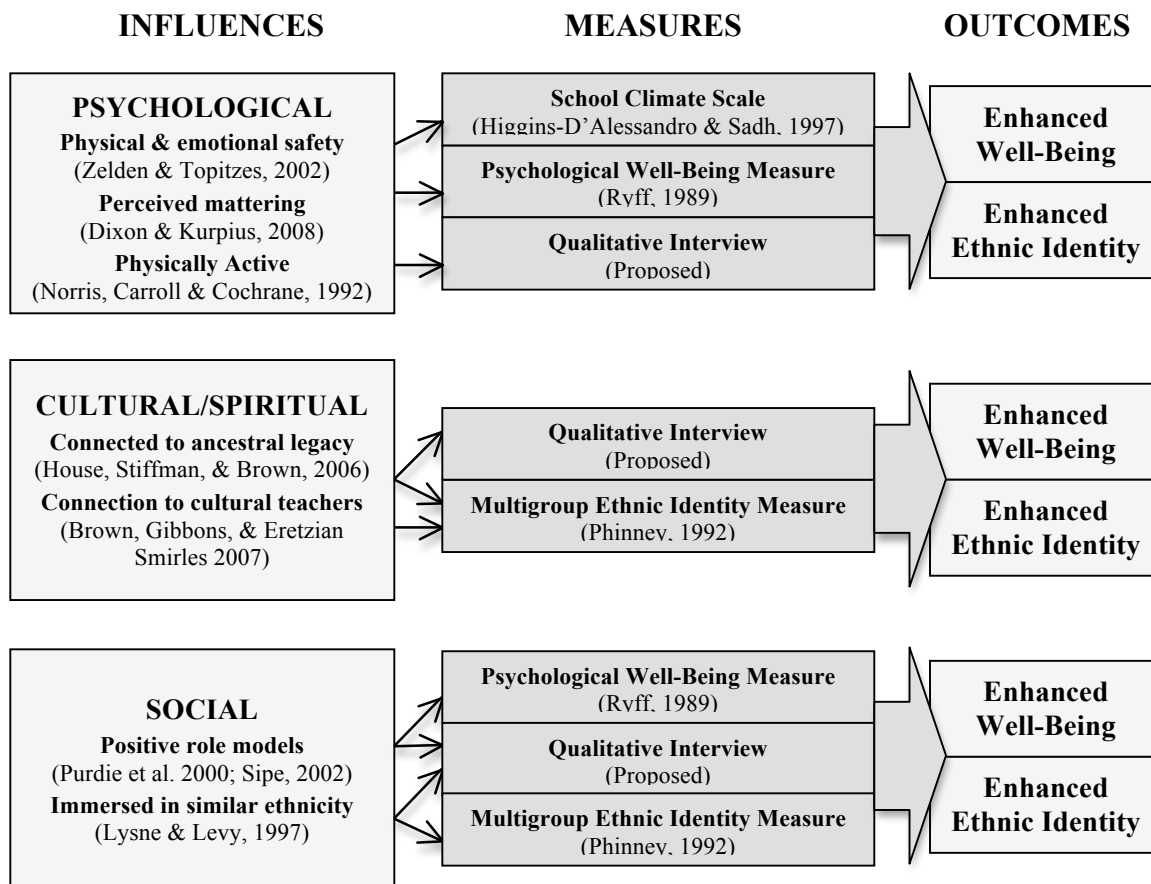 INFLUENCES
MEASURES
OUTCOMES
PSYCHOLOGICAL
Physical & emotional safety
(Zelden & Topitzes, 2002)
Perceived mattering
(Dixon & Kurpius, 2008)
Physically Active
(Norris, Carroll & Cochrane, 1992)
School Climate Scale
(Higgins-D’Alessandro & Sadh, 1997)
Psychological Well-Being Measure
(Ryff, 1989)
Qualitative Interview
(Proposed)
Enhanced
Well-Being
Enhanced
Ethnic Identity
CULTURAL/SPIRITUAL
Connected to ancestral legacy
(House, Stiffman, & Brown, 2006)
Connection to cultural teachers
(Brown, Gibbons, & Eretzian
Smirles 2007)
Qualitative Interview
(Proposed)
Multigroup Ethnic Identity Measure
(Phinney, 1992)
Enhanced
Well-Being
Enhanced
Ethnic Identity
SOCIAL
Positive role models
(Purdie et al. 2000; Sipe, 2002)
Immersed in similar ethnicity
(Lysne & Levy, 1997)
Psychological Well-Being Measure
(Ryff, 1989)
Qualitative Interview
(Proposed)
Multigroup Ethnic Identity Measure
(Phinney, 1992)
Enhanced
Well-Being
Enhanced
Ethnic Identity